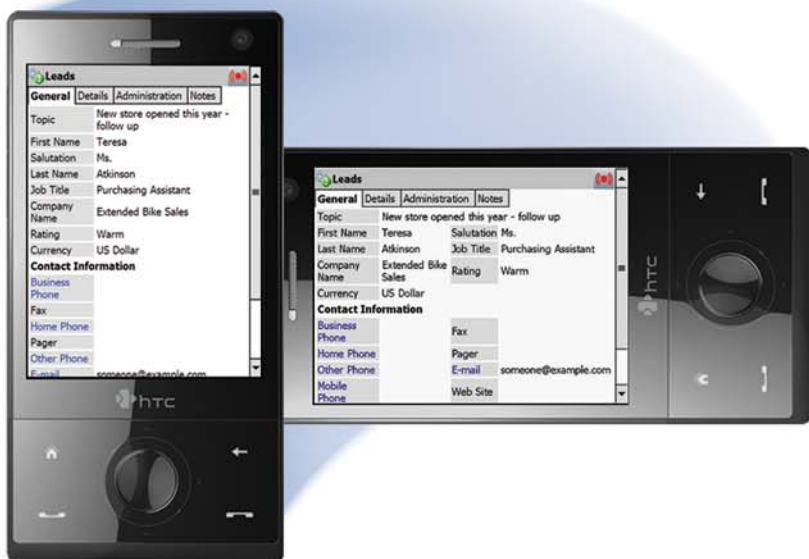 Leads
General Details Administration Notes
Topic New store opened this year -
follow up
First Name Teresa
Salutation Ms.
Last Name Atkinson
Job Title Purchasing Assistant
Company
Name Extended Bike Sales
Rating Warm
Currency US Dollar
Contact Information
Business
Phone
Fax
Home Phone
Pager
Other Phone
E-mail someone@example.com
hTC
Leads
General Details Administration Notes
Topic New store opened this year - follow up
First Name Teresa Salutation Ms.
Last Name Atkinson Job Title Purchasing Assistant
Company Extended Bike
Name Sales Rating Warm
Currency US Dollar
Contact Information
Business
Phone Fax
Home Phone Pager
Other Phone E-mail someone@example.com
Mobile
Phone Web Site
hTC